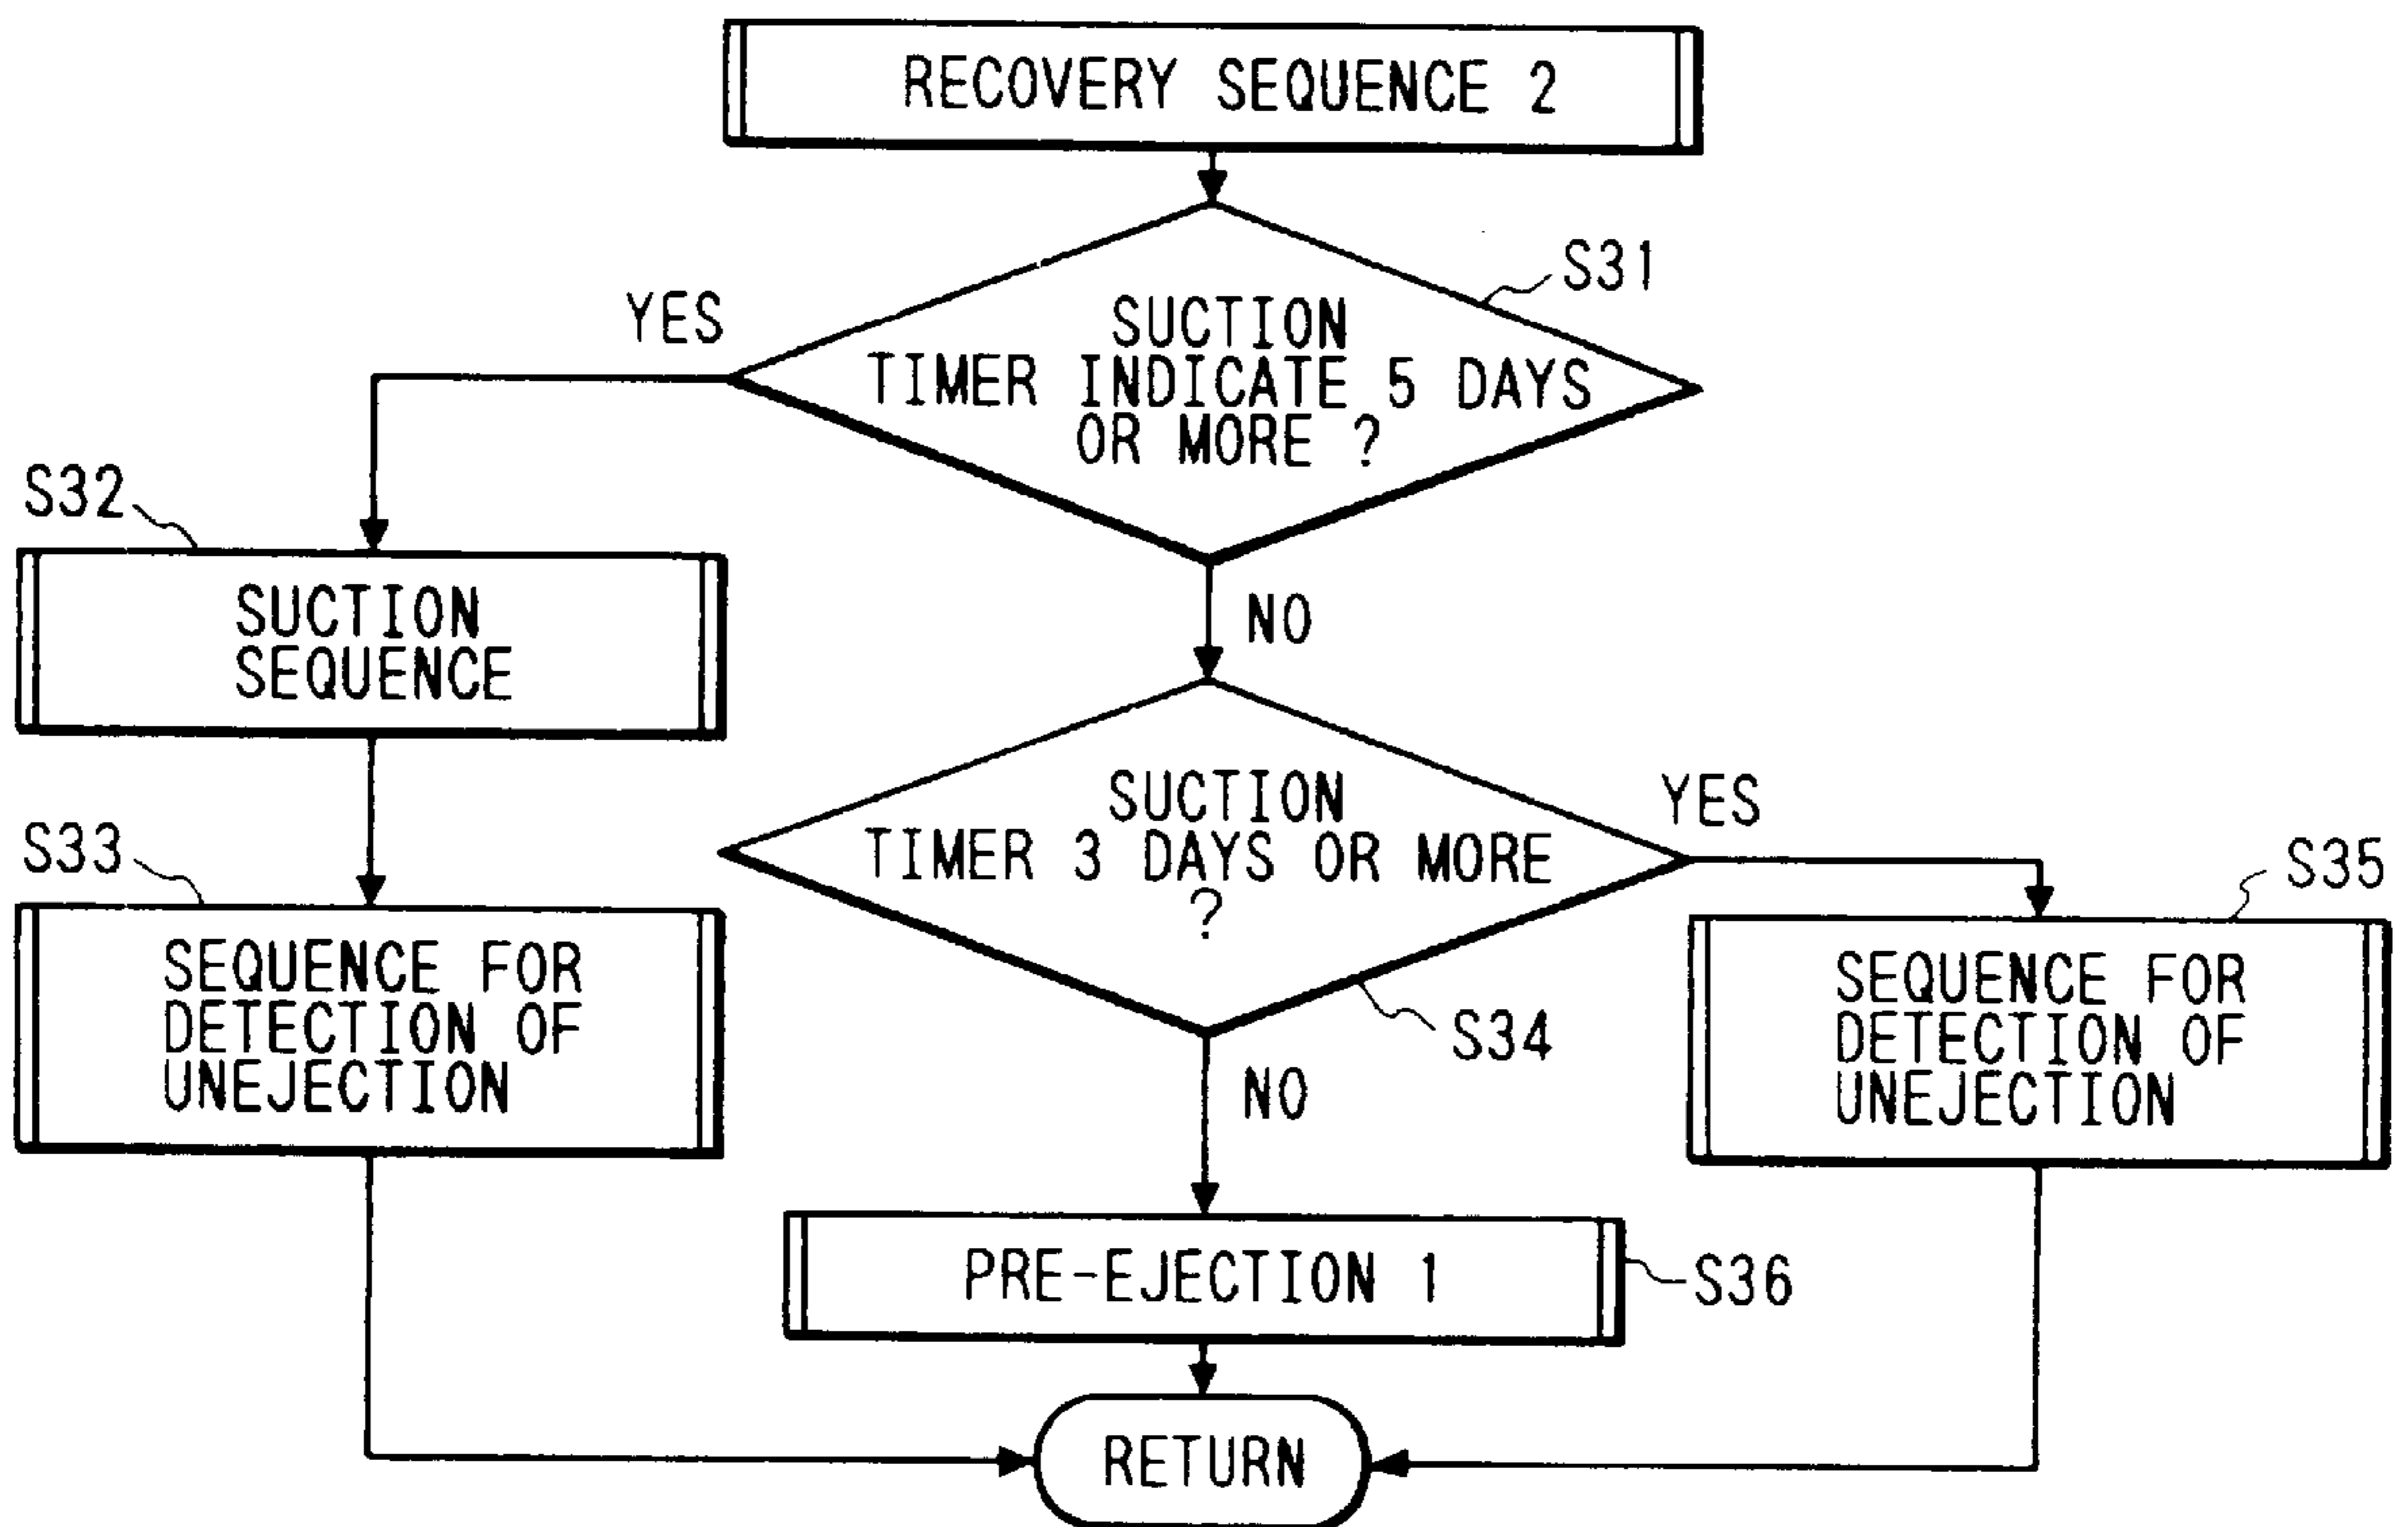 RECOVERY SEQUENCE 2
S31
YES
SUCTION
TIMER INDICATE 5 DAYS
OR MORE ?
S32
NO
SUCTION
SEQUENCE
SUCTION
TIMER 3 DAYS OR MORE
?
YES
S33
S35
SEQUENCE FOR
DETECTION OF
UNEJECTION
S34
SEQUENCE FOR
DETECTION OF
UNEJECTION
NO
PRE-EJECTION 1
S36
RETURN